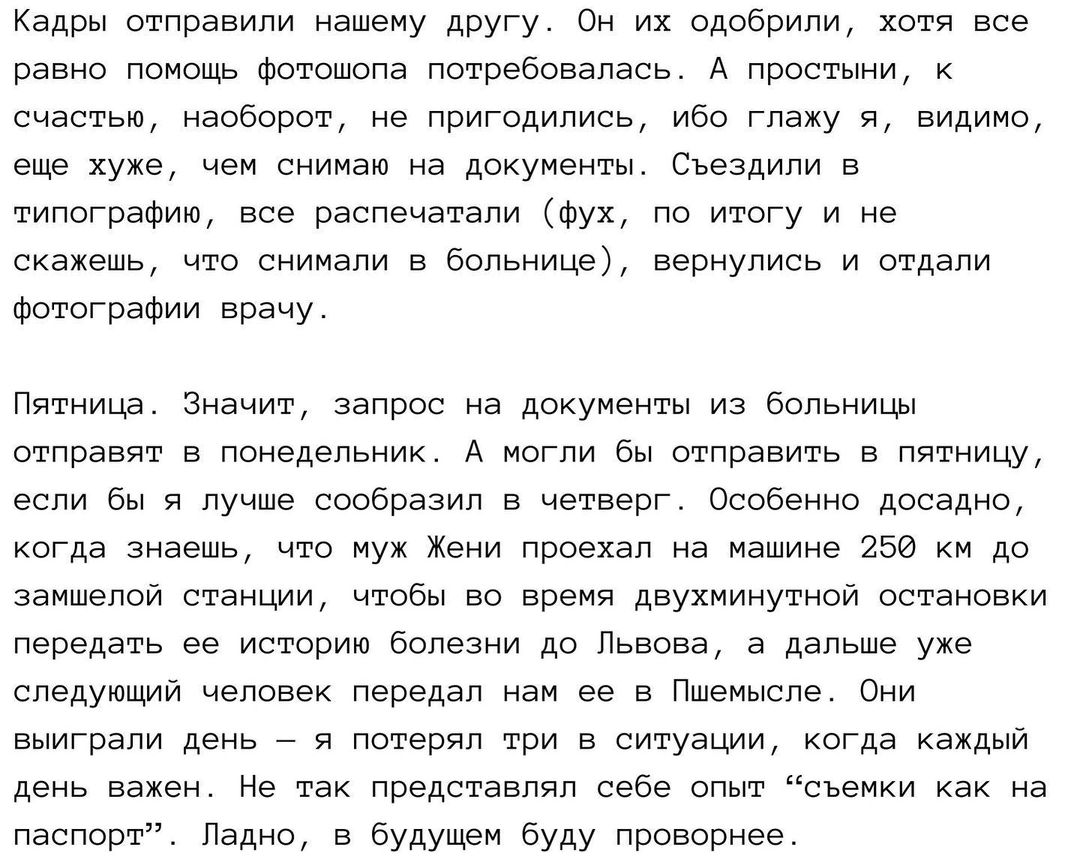 Кадры отправили нашему другу. Он их одобрили, хотя все
равно помощь фотошопа потребовалась. А простыни, к
счастью, наоборот, не пригодились, ибо глажу я, видимо,
еще хуже, чем снимаю на документы. Съездили в
типографию, все распечатали (фух, по итогу и не
скажешь, что снимали в больнице), вернулись и отдали
фотографии врачу.

Пятница. Значит, запрос на документы из больницы
отправят в понедельник. А могли бы отправить в пятницу,
если бы я лучше сообразил в четверг. Особенно досадно,
когда знаешь, что муж Жени проехал на машине 250 км до
замшелой станции, чтобы во время двухминутной остановки
передать ее историю болезни до Львова, а дальше уже
следующий человек передал нам ее в Пшемысле. Они
выиграли день — я потерял три в ситуации, когда каждый
день важен. Не так представлял себе опыт “съемки как на
паспорт”. Ладно, в будущем буду проворнее.